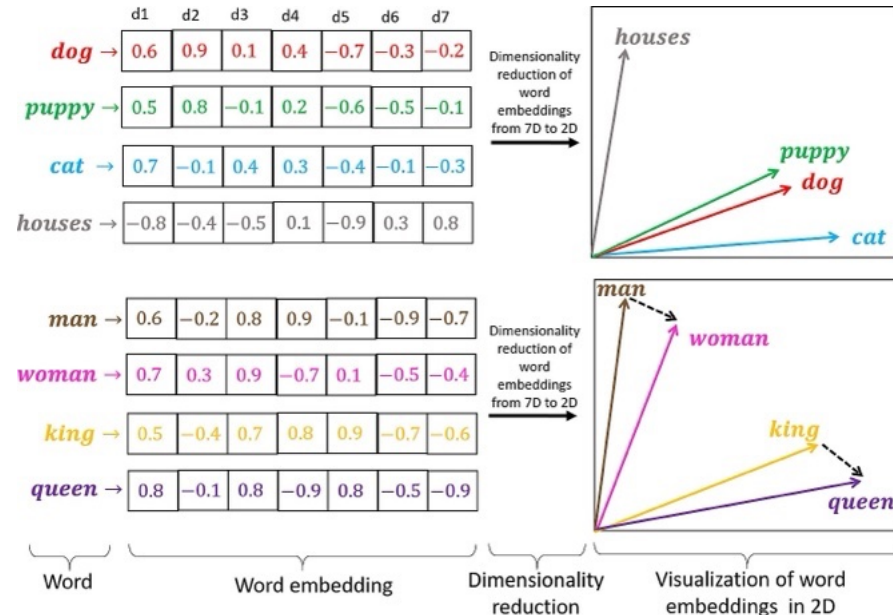 d1 d2 d3 d4 d5 d6 d7
dog → 0.6 0.9 0.1 0.4 −0.7 −0.3 −0.2
puppy → 0.5 0.8 −0.1 0.2 −0.6 −0.5 −0.1
cat → 0.7 −0.1 0.4 0.3 −0.4 −0.1 −0.3
houses → −0.8 −0.4 −0.5 0.1 −0.9 0.3 0.8
Dimensionality
reduction of
word
embeddings
from 7D to 2D
houses
puppy
dog
cat
man → 0.6 −0.2 0.8 0.9 −0.1 −0.9 −0.7
woman → 0.7 0.3 0.9 −0.7 0.1 −0.5 −0.4
king → 0.5 −0.4 0.7 0.8 0.9 −0.7 −0.6
queen → 0.8 −0.1 0.8 −0.9 0.8 −0.5 −0.9
Dimensionality
reduction of
word
embeddings
from 7D to 2D
man
woman
king
queen
Word
Word embedding
Dimensionality
reduction
Visualization of word
embeddings in 2D